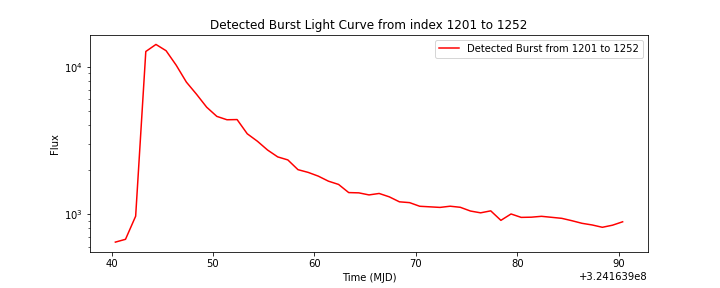 Detected Burst Light Curve from index 1201 to 1252
Detected Burst from 1201 to 1252
10^4
10^3
Flux
40 50 60 70 80 90
Time (MJD)
+3.241639e8